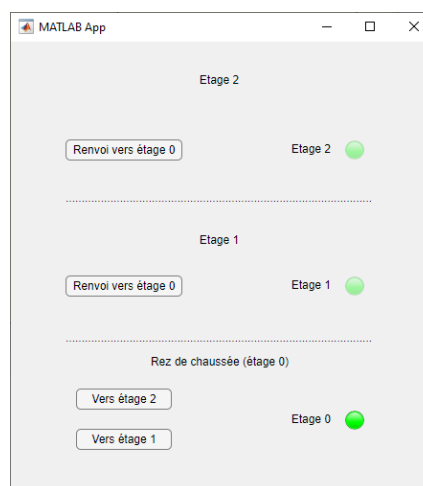 MATLAB App
Etage 2
Renvoi vers étage 0 Etage 2
Etage 1
Renvoi vers étage 0 Etage 1
Rez de chaussée (étage 0)
Vers étage 2
Etage 0
Vers étage 1